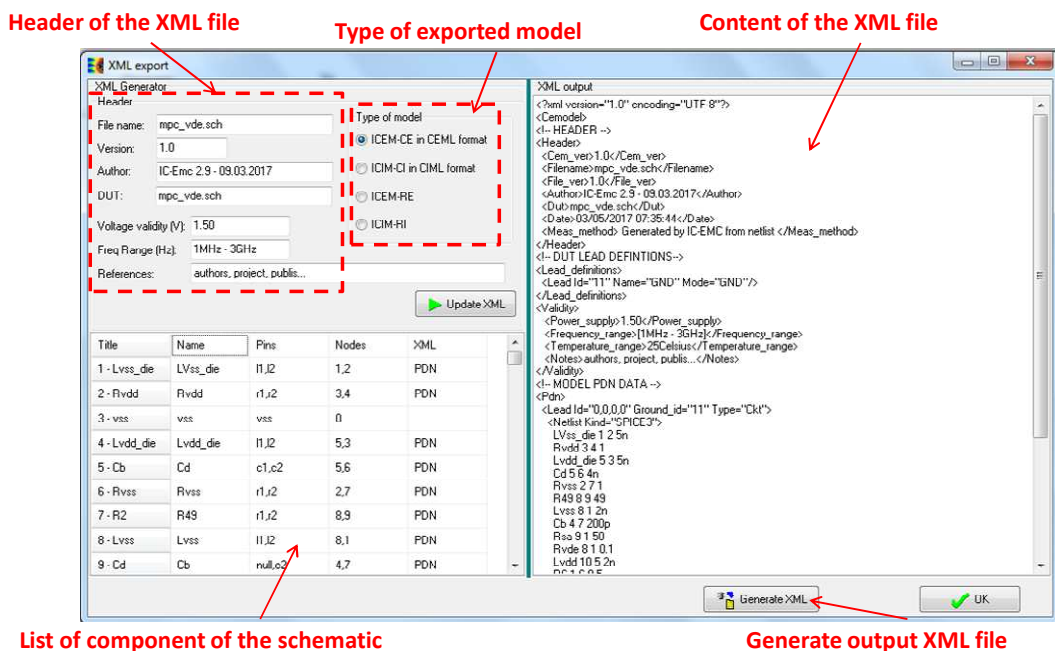 Header of the XML file
Type of exported model
Content of the XML file
XML export
XML Generator
Header
File name: mpc_vde.sch
Version: 1.0
Author: IC-Emc 2.9 - 09.03.2017
DUT: mpc_vde.sch
Voltage validity (V): 1.50
Freq Range (Hz): 1MHz - 3GHz
References: authors, project, publis...
Type of model
ICEM-CE in CEML format
ICIM-CI in CIML format
ICEM-RE
ICIM-RI
Update XML
Title Name Pins Nodes XML
1 - Lvss_die LVss_die l1,l2 1,2 PDN
2 - Rvdd Rvdd r1,r2 3,4 PDN
3 - vss vss vss 0
4 - Lvdd_die Lvdd_die l1,l2 5,3 PDN
5 - Cb Cd c1,c2 5,6 PDN
6 - Rvss Rvss r1,r2 2,7 PDN
7 - R2 R49 r1,r2 8,9 PDN
8 - Lvss Lvss l1,l2 8,1 PDN
9 - Cd Cb null,c2 4,7 PDN
XML output
<?xml version="1.0" encoding="UTF 8"?>
<Cemodel>
<!-- HEADER -->
<Header>
<Cem_ver>1.0</Cem_ver>
<Filename>mpc_vde.sch</Filename>
<File_ver>1.0</File_ver>
<Author>IC-Emc 2.9 - 09.03.2017</Author>
<Dut>mpc_vde.sch</Dut>
<Date>03/05/2017 07:35:44</Date>
<Meas_method> Generated by IC-EMC from netlist </Meas_method>
</Header>
<!-- DUT LEAD DEFINTIONS-->
<Lead_definitions>
<Lead Id="11" Name="GND" Mode="GND"/>
</Lead_definitions>
<Validity>
<Power_supply>1.50</Power_supply>
<Frequency_range>[1MHz - 3GHz]</Frequency_range>
<Temperature_range>25Celsius</Temperature_range>
<Notes>authors, project, publis...</Notes>
</Validity>
<!-- MODEL PDN DATA -->
<Pdn>
<Lead Id="0,0,0,0" Ground_id="11" Type="Ckt">
<Netlist Kind="SPICE3">
LVss_die 1 2 5n
Rvdd 3 4 1
Lvdd_die 5 3 5n
Cd 5 6 4n
Rvss 2 7 1
R49 8 9 49
Lvss 8 1 2n
Cb 4 7 200p
Rsa 9 1 50
Rvde 8 1 0.1
Lvdd 10 5 2n
Generate XML
OK
List of component of the schematic
Generate output XML file